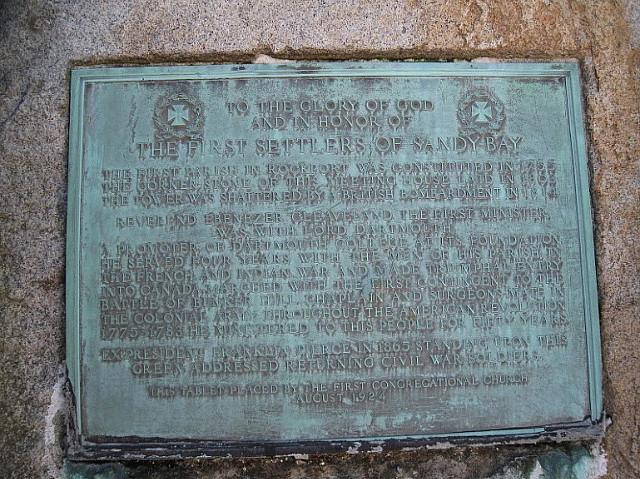 TO THE GLORY OF GOD
AND IN HONOR OF
THE FIRST SETTLERS OF SANDY BAY
THE FIRST PARISH IN ROCKPORT WAS CONSTITUTED IN 1755
THE CORNER STONE OF THE MEETING HOUSE LAID IN
THE TOWER WAS SHATTERED BY A BRITISH BOMBARDMENT IN 1814
REVEREND EBENEZER CLEAVELAND, THE FIRST MINISTER,
WAS WITH LORD DARTMOUTH
A PROMOTER OF DARTMOUTH COLLEGE AT ITS FOUNDATION
HE SERVED FOUR YEARS WITH THE MEN OF HIS PARISH IN
THE FRENCH AND INDIAN WAR AND MADE TRIUMPHAL ENTRY
INTO CANADA, MARCHED WITH THE FIRST CONTINGENT TO THE
BATTLE OF BUNKER HILL, CHAPLAIN AND SURGEON'S MATE IN
THE COLONIAL ARMY THROUGHOUT THE AMERICAN REVOLUTION
1775-1783 HE MINISTERED TO THIS PEOPLE FOR FIFTY YEARS.
EX-PRESIDENT FRANKLIN PIERCE IN 1865 STANDING UPON THIS
GREEN ADDRESSED RETURNING CIVIL WAR SOLDIERS.
THIS TABLET PLACED BY THE FIRST CONGREGATIONAL CHURCH
AUGUST 1924